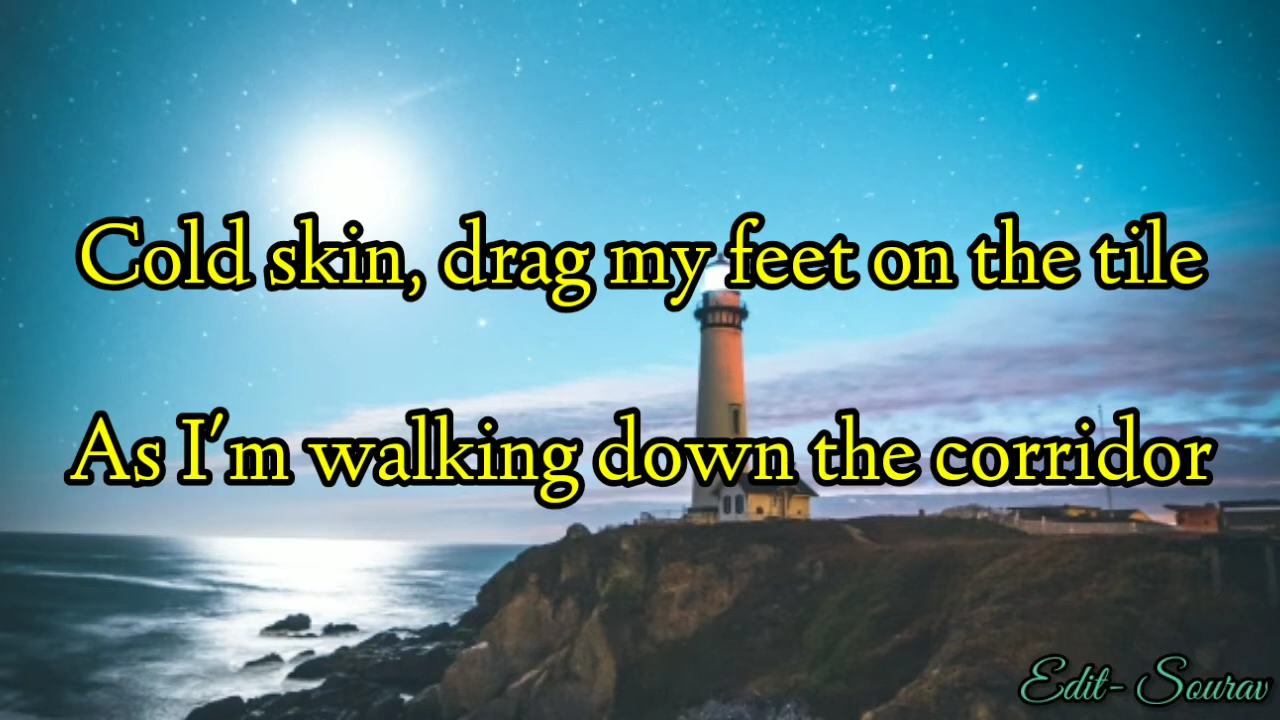 Cold skin, drag my feet on the tile
As I'm walking down the corridor
Edit- Sourav